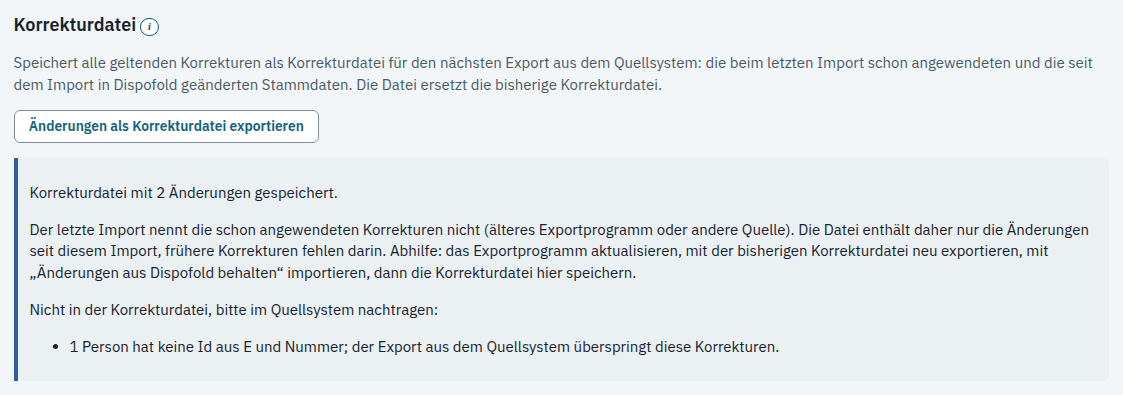 Korrekturdatei i
Speichert alle geltenden Korrekturen als Korrekturdatei für den nächsten Export aus dem Quellsystem: die beim letzten Import schon angewendeten und die seit
dem Import in Dispofold geänderten Stammdaten. Die Datei ersetzt die bisherige Korrekturdatei.
Änderungen als Korrekturdatei exportieren
Korrekturdatei mit 2 Änderungen gespeichert.
Der letzte Import nennt die schon angewendeten Korrekturen nicht (älteres Exportprogramm oder andere Quelle). Die Datei enthält daher nur die Änderungen
seit diesem Import, frühere Korrekturen fehlen darin. Abhilfe: das Exportprogramm aktualisieren, mit der bisherigen Korrekturdatei neu exportieren, mit
„Änderungen aus Dispofold behalten“ importieren, dann die Korrekturdatei hier speichern.
Nicht in der Korrekturdatei, bitte im Quellsystem nachtragen:
• 1 Person hat keine Id aus E und Nummer; der Export aus dem Quellsystem überspringt diese Korrekturen.